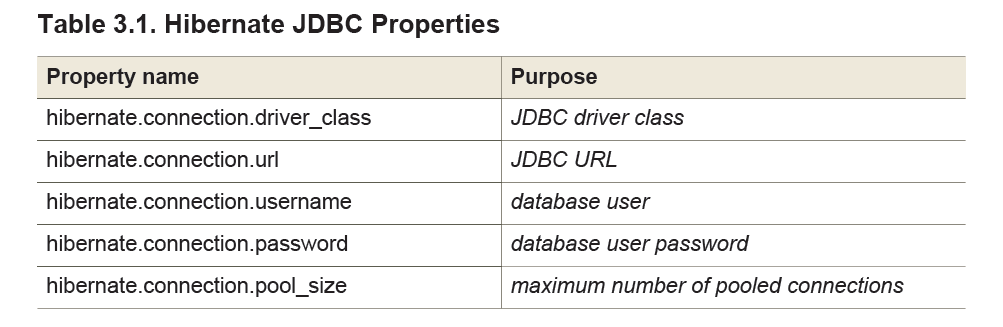 Table 3.1. Hibernate JDBC Properties
Property name Purpose
hibernate.connection.driver_class JDBC driver class
hibernate.connection.url JDBC URL
hibernate.connection.username database user
hibernate.connection.password database user password
hibernate.connection.pool_size maximum number of pooled connections